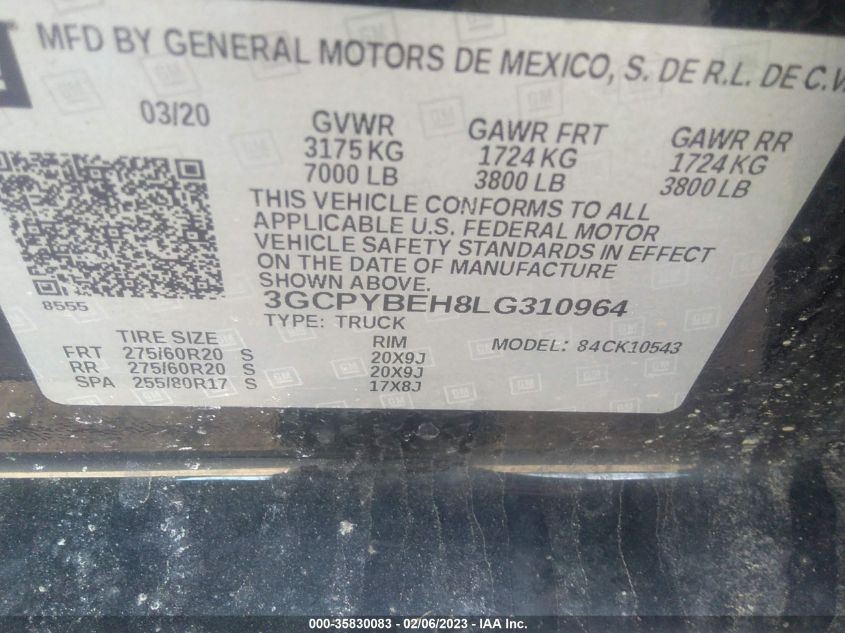 MFD BY GENERAL MOTORS DE MEXICO, S. DE R.L. DE C.V
03/20
GVWR GAWR FRT GAWR RR
3175 KG 1724 KG 1724 KG
7000 LB 3800 LB 3800 LB
THIS VEHICLE CONFORMS TO ALL
APPLICABLE U.S. FEDERAL MOTOR
VEHICLE SAFETY STANDARDS IN EFFECT
ON THE DATE OF MANUFACTURE
SHOWN ABOVE.
8555
3GCPYBEH8LG310964
TYPE: TRUCK
TIRE SIZE RIM MODEL: 84CK10543
FRT 275/60R20 S 20X9J
RR 275/60R20 S 20X9J
SPA 255/80R17 S 17X8J
000-35830083 - 02/06/2023 - IAA Inc.